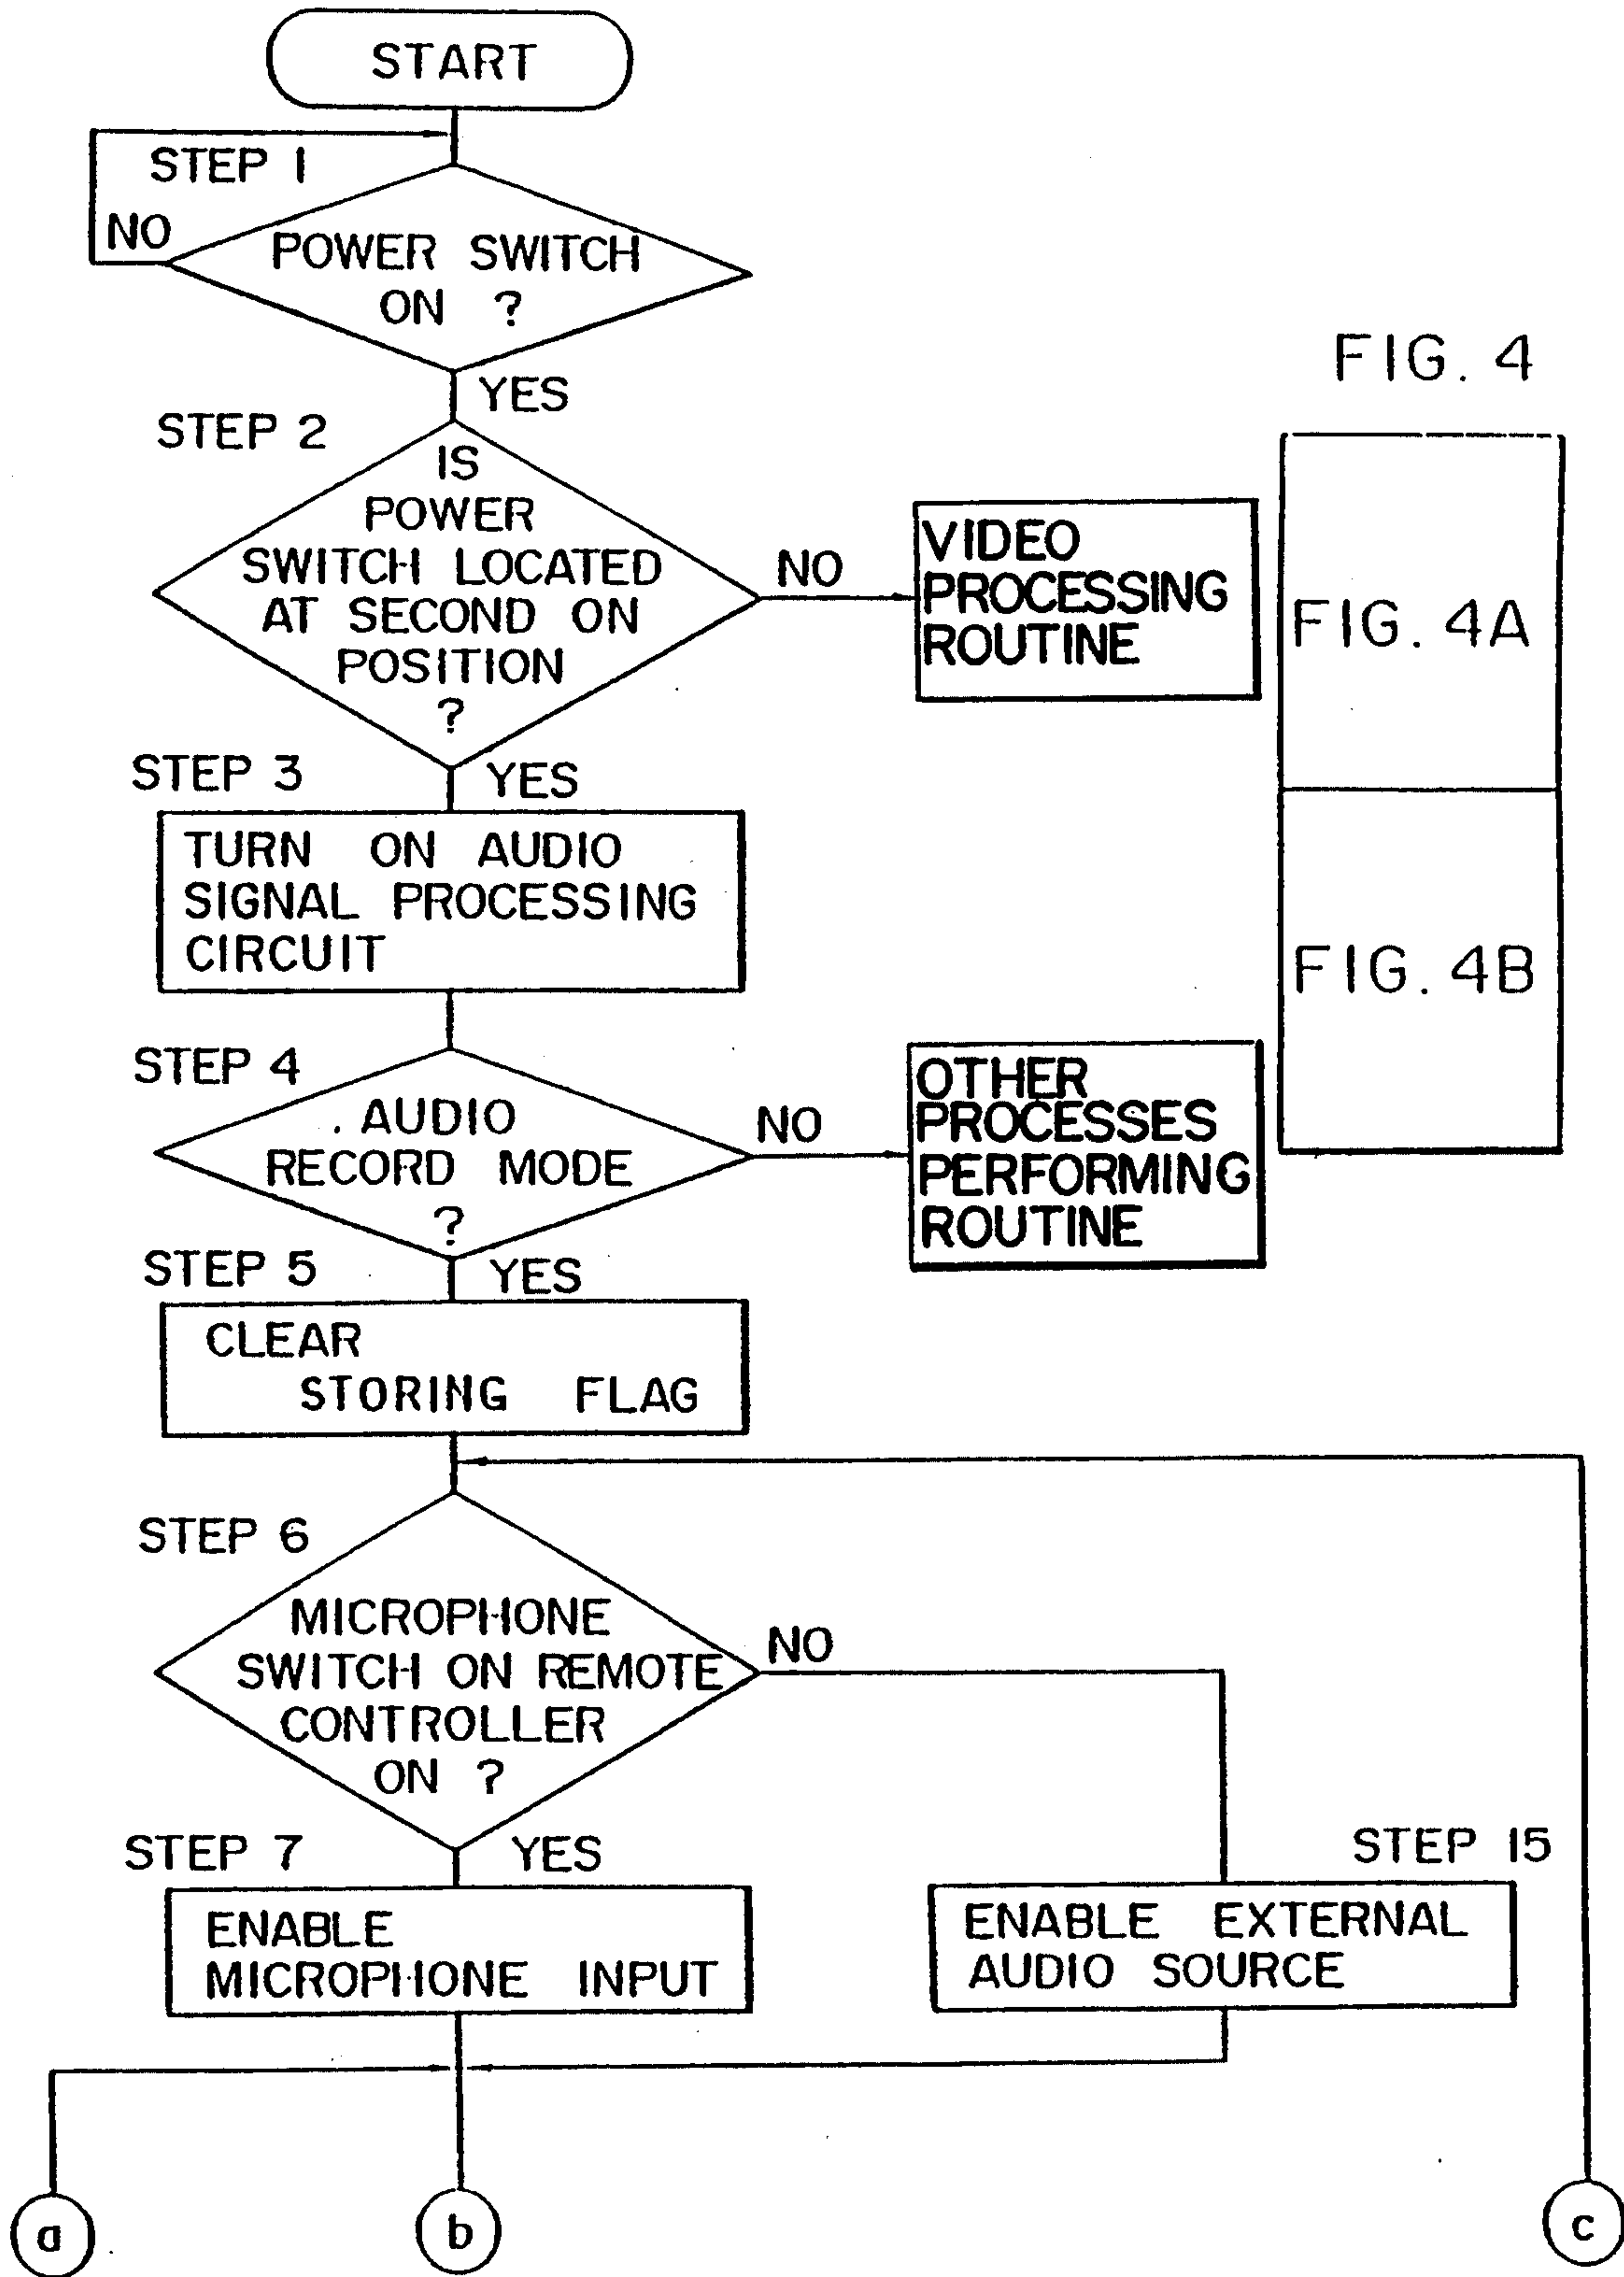 START
STEP 1
NO
POWER SWITCH
ON ?
YES
STEP 2
IS
POWER
SWITCH LOCATED
AT SECOND ON
POSITION
?
NO
VIDEO
PROCESSING
ROUTINE
STEP 3
YES
TURN ON AUDIO
SIGNAL PROCESSING
CIRCUIT
STEP 4
AUDIO
RECORD MODE
?
NO
OTHER
PROCESSES
PERFORMING
ROUTINE
STEP 5
YES
CLEAR
STORING FLAG
STEP 6
MICROPHONE
SWITCH ON REMOTE
CONTROLLER
ON ?
NO
STEP 7
YES
ENABLE
MICROPHONE INPUT
STEP 15
ENABLE EXTERNAL
AUDIO SOURCE
a
b
c
FIG. 4
FIG. 4A
FIG. 4B